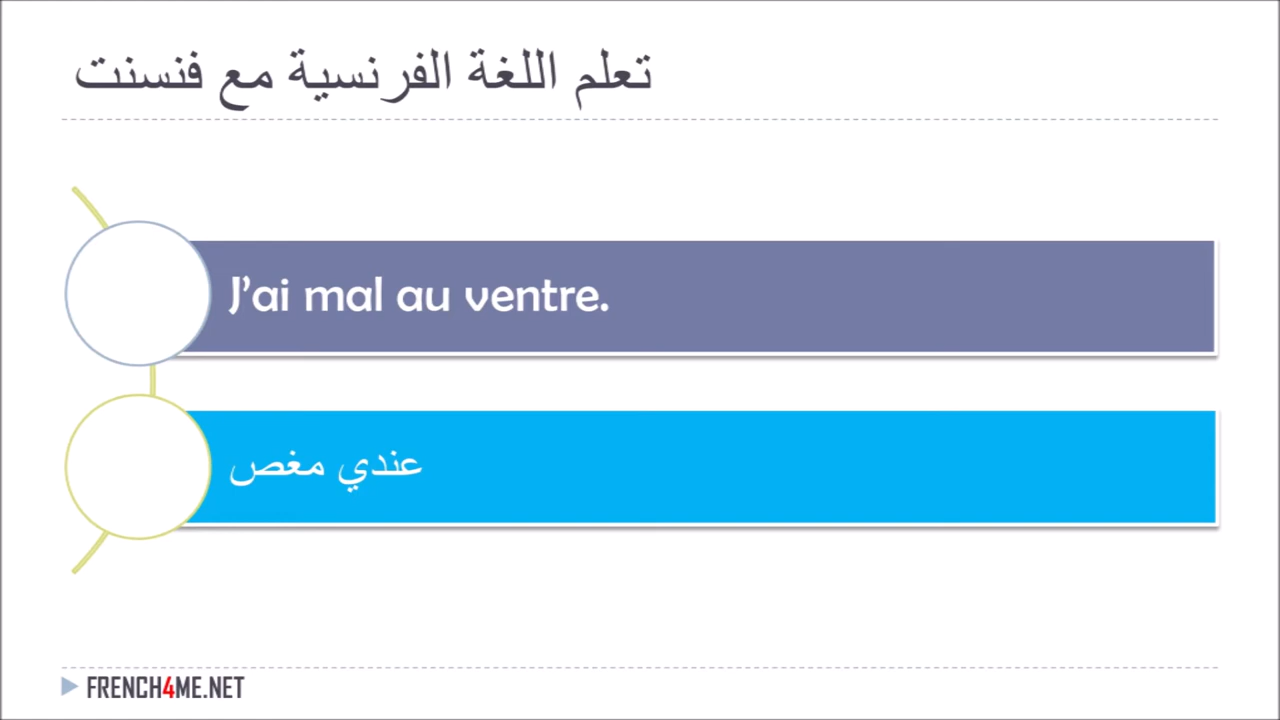 تعلم اللغة الفرنسية مع فنسنت
J’ai mal au ventre.
عندي مغص
FRENCH4ME.NET